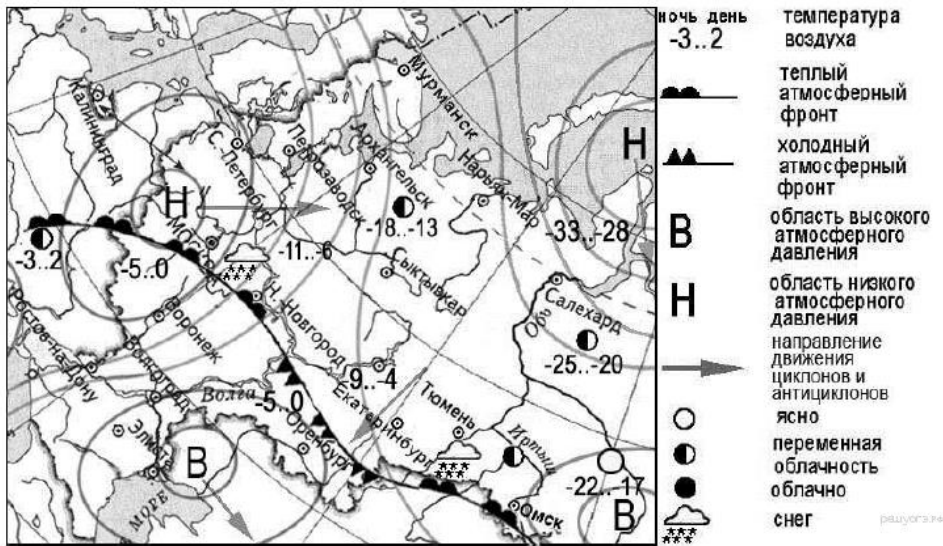 Мурманск
Калининград
С.-Петербург
Петрозаводск
Архангельск
Нарьян-Мар
Н
Н
-18..-13
МОСКВА
-33..-28
-3..2
-5..0
-11..-6
Сыктывкар
Салехард
Обь
Воронеж
Н. Новгород
Ростов-на-Дону
Волгоград
-25..-20
9..-4
Волга
-5..0
Екатеринбург
Тюмень
Оренбург
Иртыш
Элиста
В
-22..-17
МОРЕ
Омск
В
ночь день
-3..2
температура
воздуха
теплый
атмосферный
фронт
холодный
атмосферный
фронт
В
область высокого
атмосферного
давления
Н
область низкого
атмосферного
давления
направление
движения
циклонов и
антициклонов
ясно
переменная
облачность
облачно
снег
решуогэ.рф